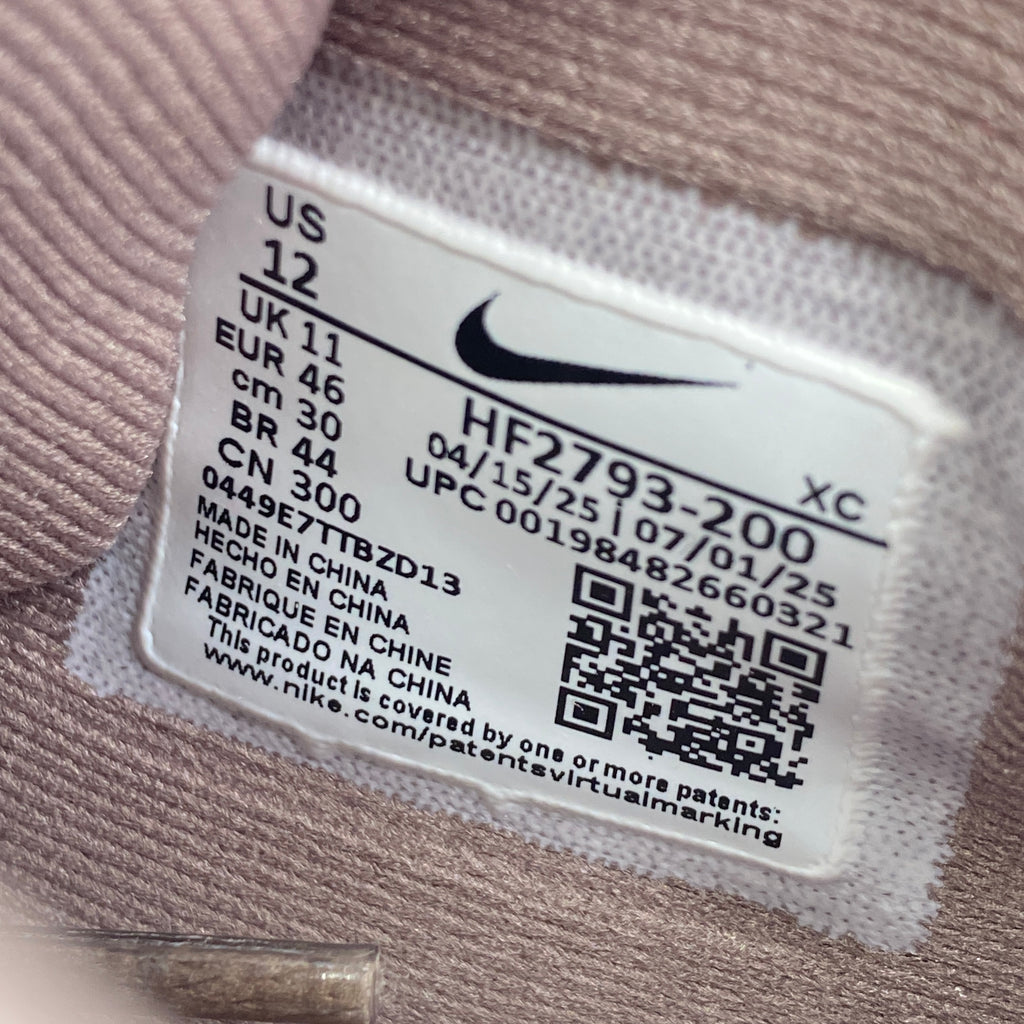 US
12
UK 11
EUR 46
cm 30
BR 44
CN 300
XC
HF2793-200
04/15/25 | 07/01/25
UPC 00198482660321
0449E7TTBZD13
MADE IN CHINA
HECHO EN CHINA
FABRIQUE EN CHINE
FABRICADO NA CHINA
This product is covered by one or more patents:
www.nike.com/patentsvirtualmarking